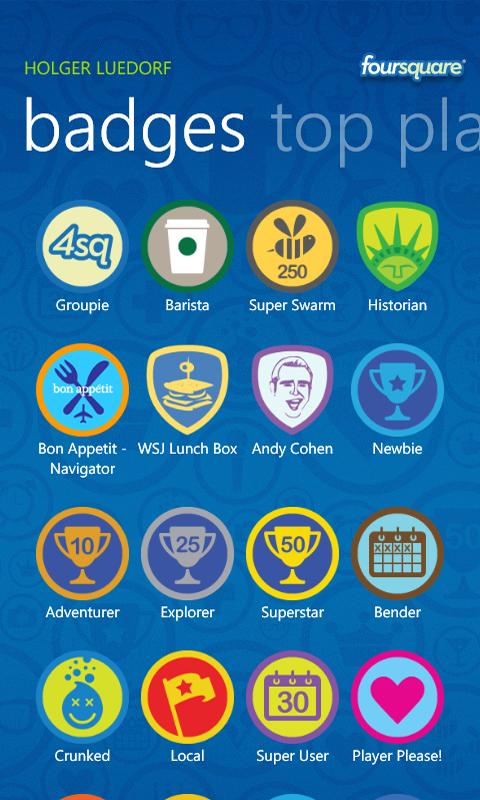 HOLGER LUEDORF
foursquare
badges top pla
4sq
250
Groupie Barista Super Swarm Historian
bon appétit
Bon Appetit - Navigator WSJ Lunch Box Andy Cohen Newbie
10 25 50
XXXX
Adventurer Explorer Superstar Bender
30
Crunked Local Super User Player Please!